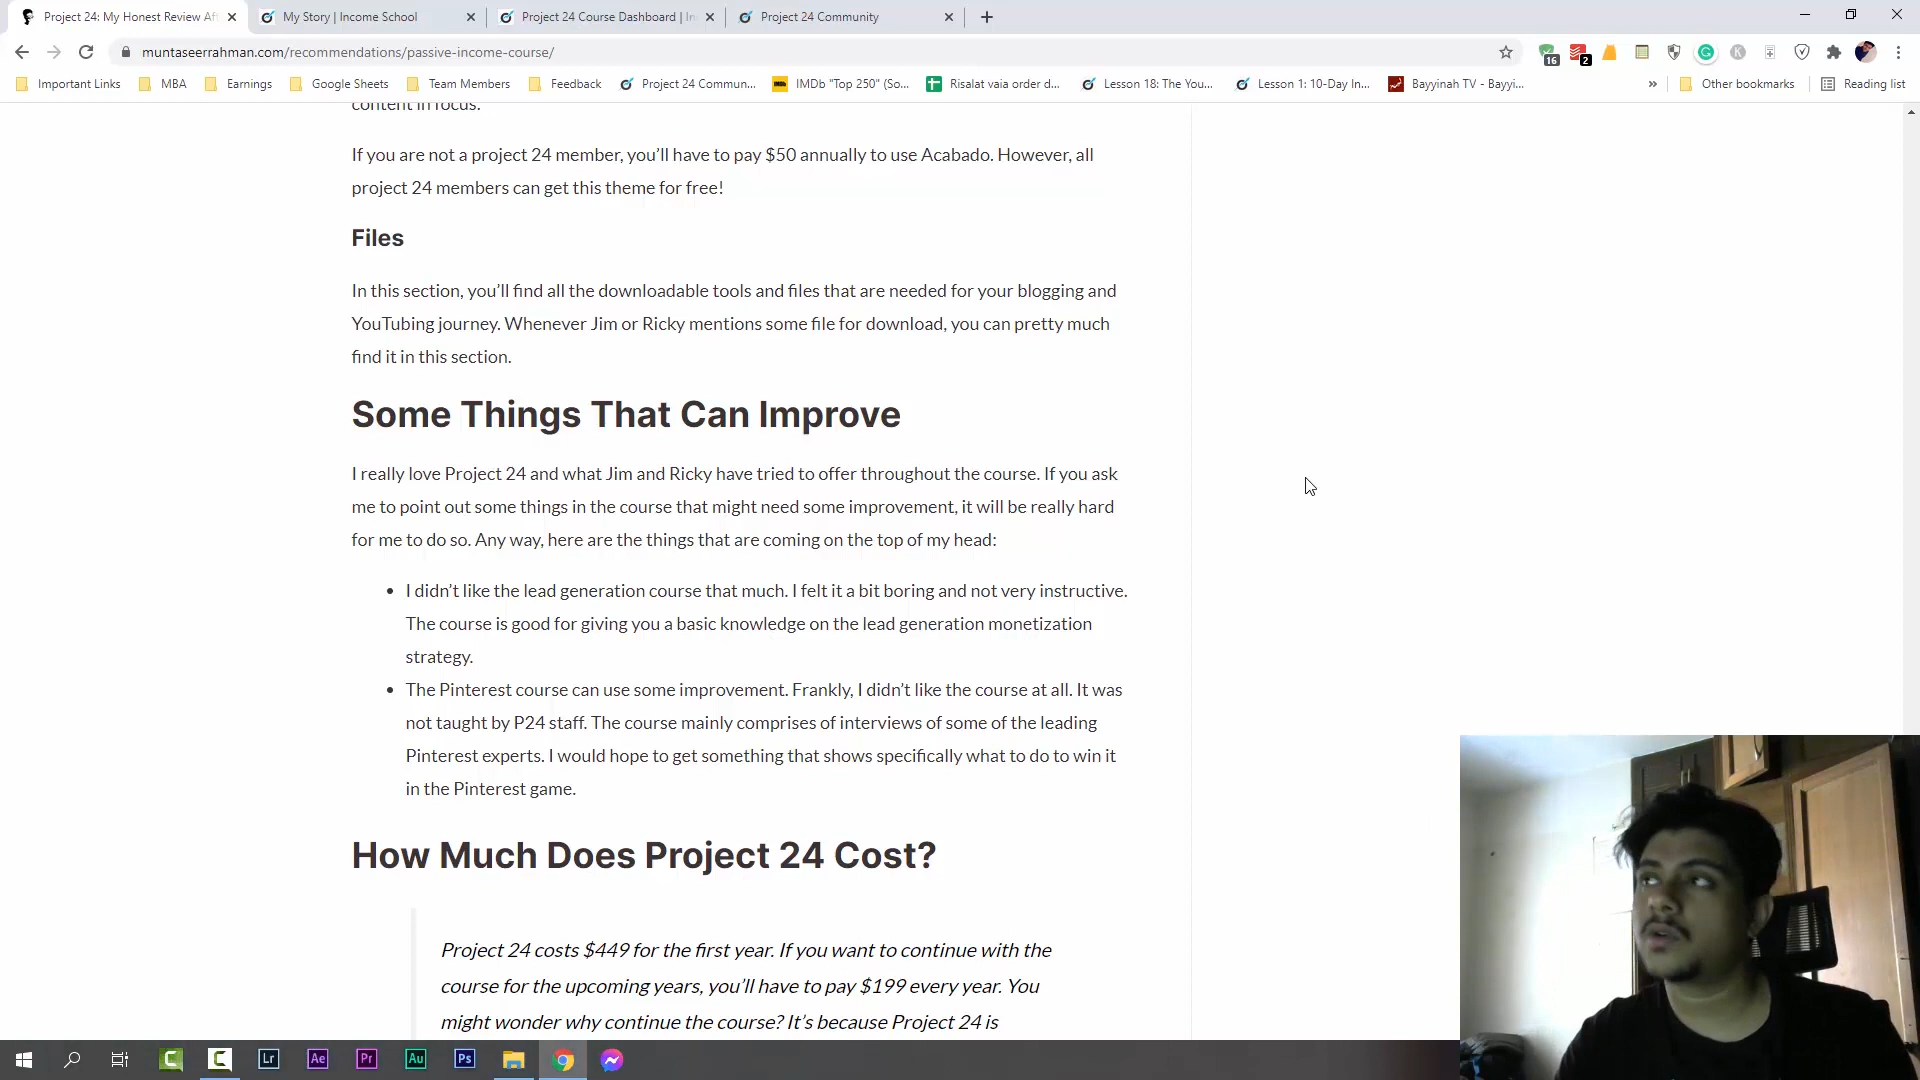 Project 24: My Honest Review Aft
My Story | Income School
Project 24 Course Dashboard | In
Project 24 Community
muntaseerrahman.com/recommendations/passive-income-course/
16
2
Important Links
MBA
Earnings
Google Sheets
Team Members
Feedback
Project 24 Commun...
IMDb "Top 250" (So...
Risalat vaia order d...
Lesson 18: The You...
Lesson 1: 10-Day In...
Bayyinah TV - Bayyi...
»
Other bookmarks
Reading list
content in focus.
If you are not a project 24 member, you’ll have to pay $50 annually to use Acabado. However, all
project 24 members can get this theme for free!
Files
In this section, you’ll find all the downloadable tools and files that are needed for your blogging and
YouTubing journey. Whenever Jim or Ricky mentions some file for download, you can pretty much
find it in this section.
Some Things That Can Improve
I really love Project 24 and what Jim and Ricky have tried to offer throughout the course. If you ask
me to point out some things in the course that might need some improvement, it will be really hard
for me to do so. Any way, here are the things that are coming on the top of my head:
• I didn’t like the lead generation course that much. I felt it a bit boring and not very instructive.
The course is good for giving you a basic knowledge on the lead generation monetization
strategy.
• The Pinterest course can use some improvement. Frankly, I didn’t like the course at all. It was
not taught by P24 staff. The course mainly comprises of interviews of some of the leading
Pinterest experts. I would hope to get something that shows specifically what to do to win it
in the Pinterest game.
How Much Does Project 24 Cost?
Project 24 costs $449 for the first year. If you want to continue with the
course for the upcoming years, you’ll have to pay $199 every year. You
might wonder why continue the course? It’s because Project 24 is
Lr
Ae
Pr
Au
Ps